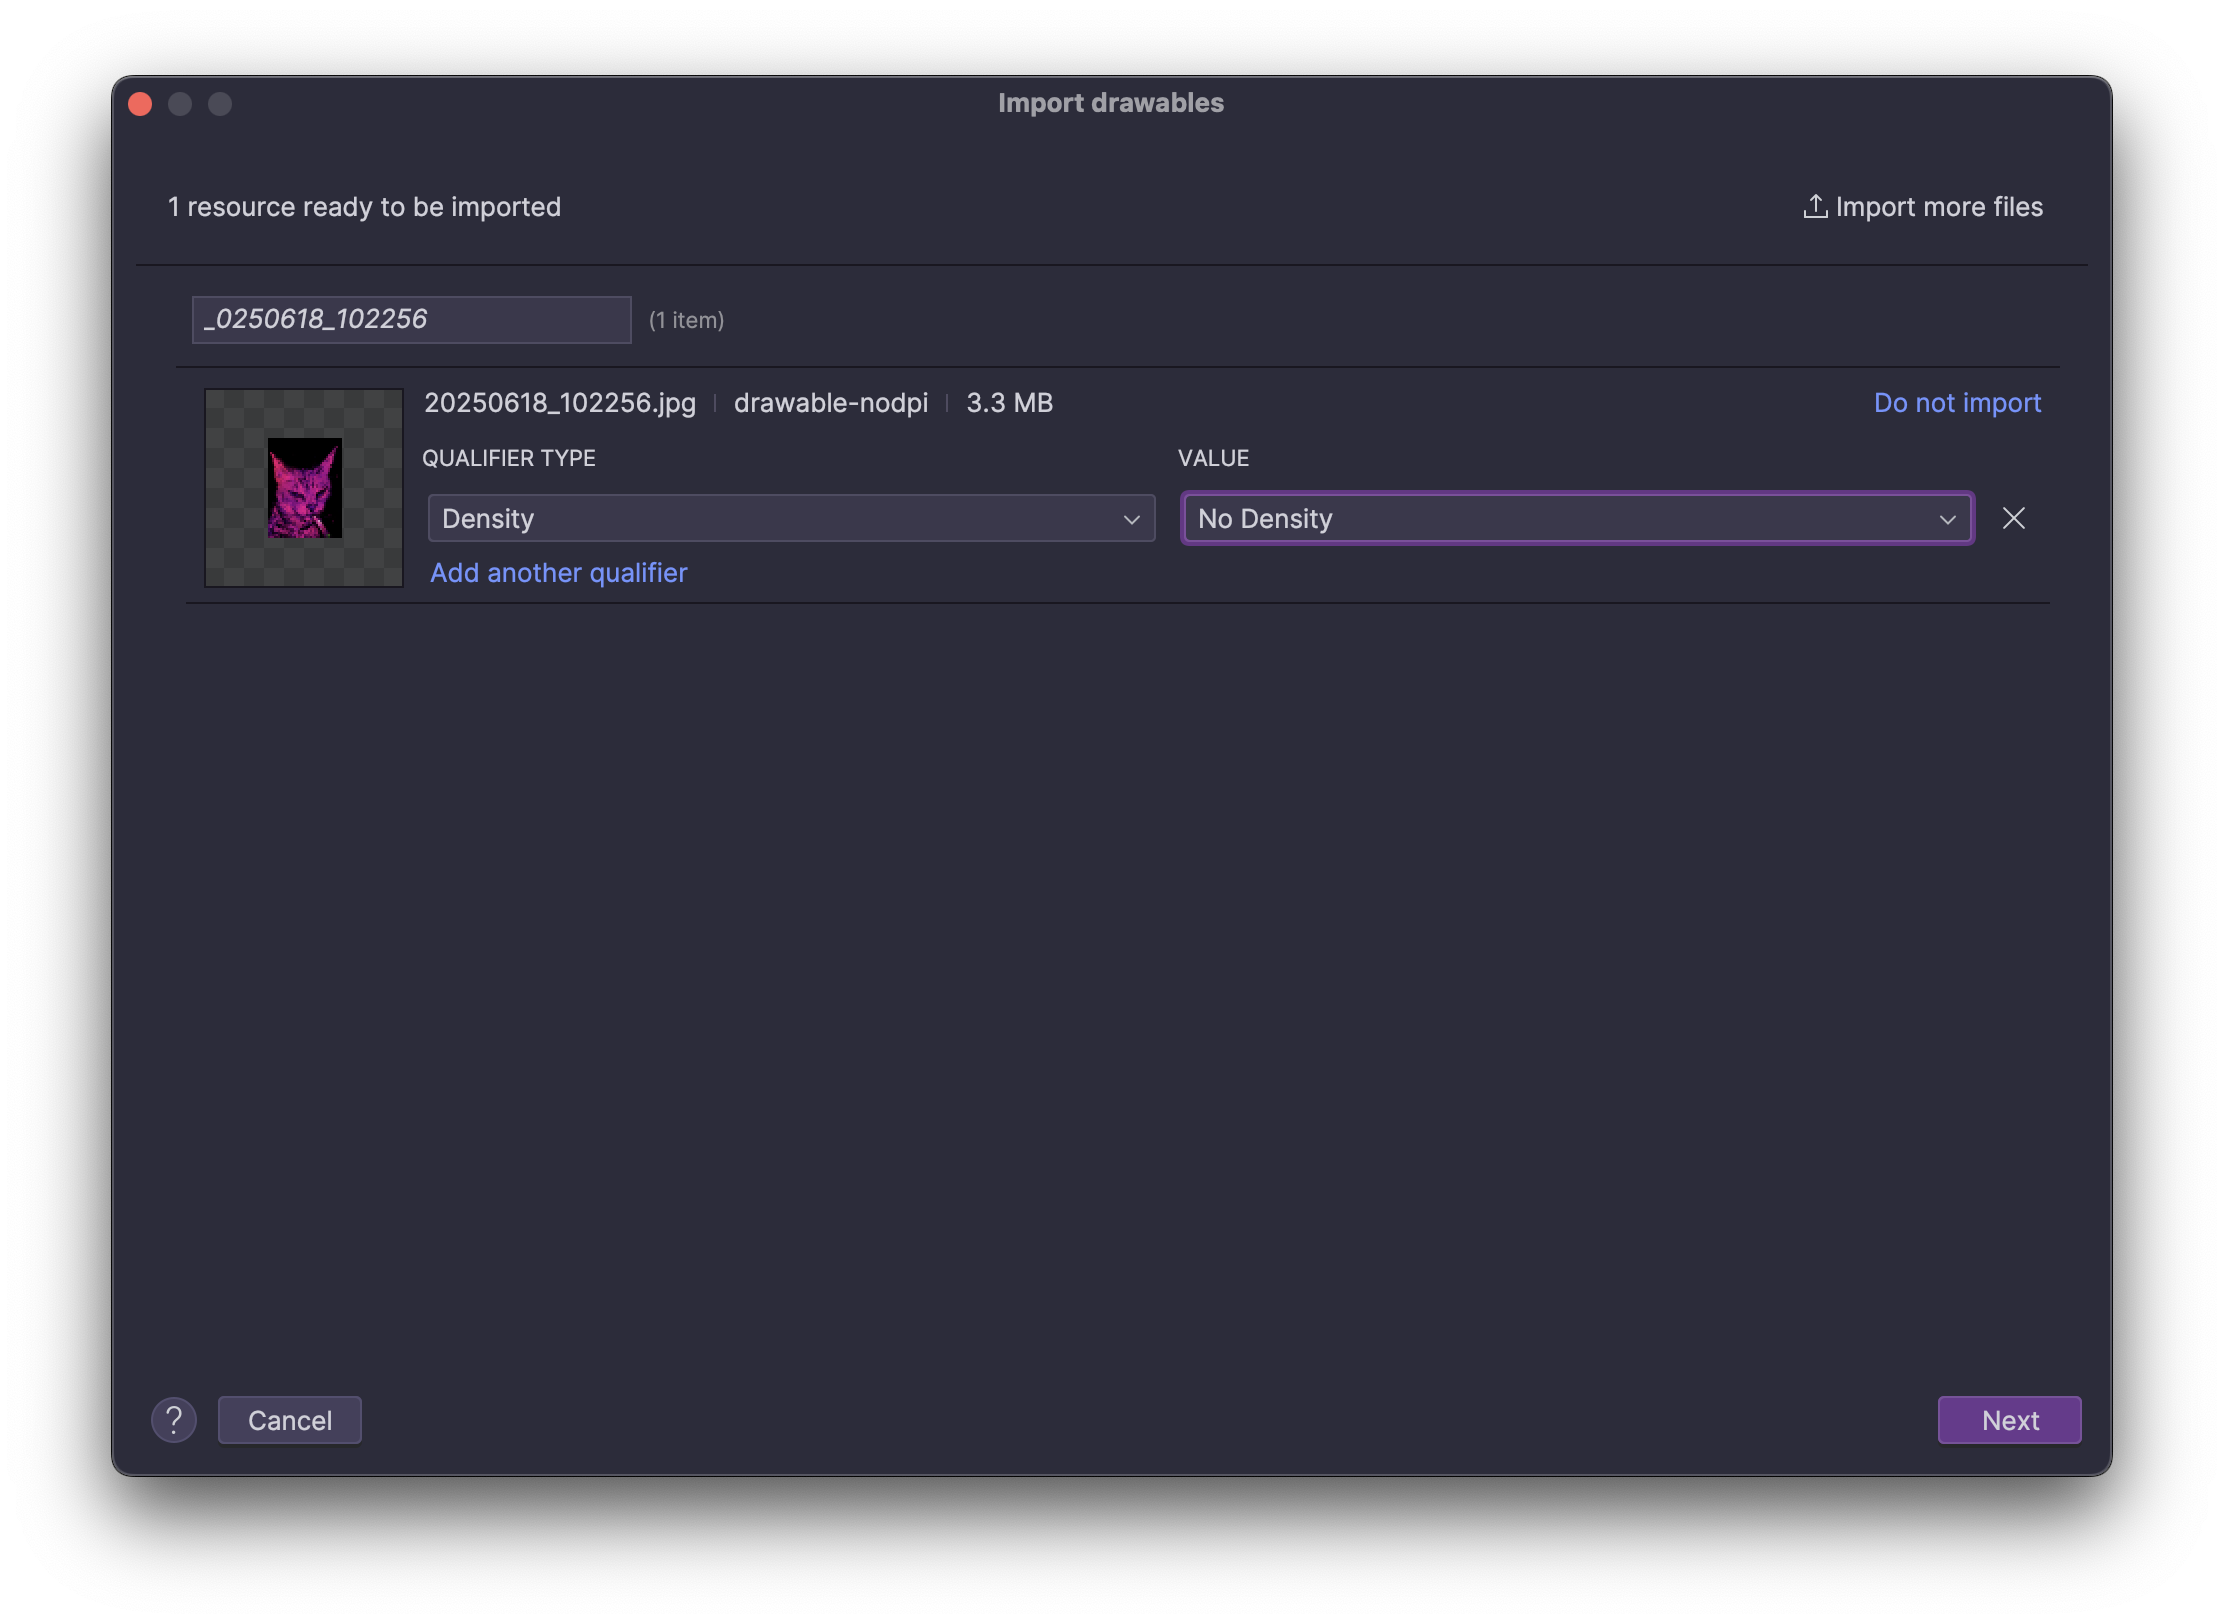 Import drawables
1 resource ready to be imported
Import more files
_0250618_102256
(1 item)
20250618_102256.jpg | drawable-nodpi | 3.3 MB
Do not import
QUALIFIER TYPE
VALUE
Density
No Density
Add another qualifier
?
Cancel
Next